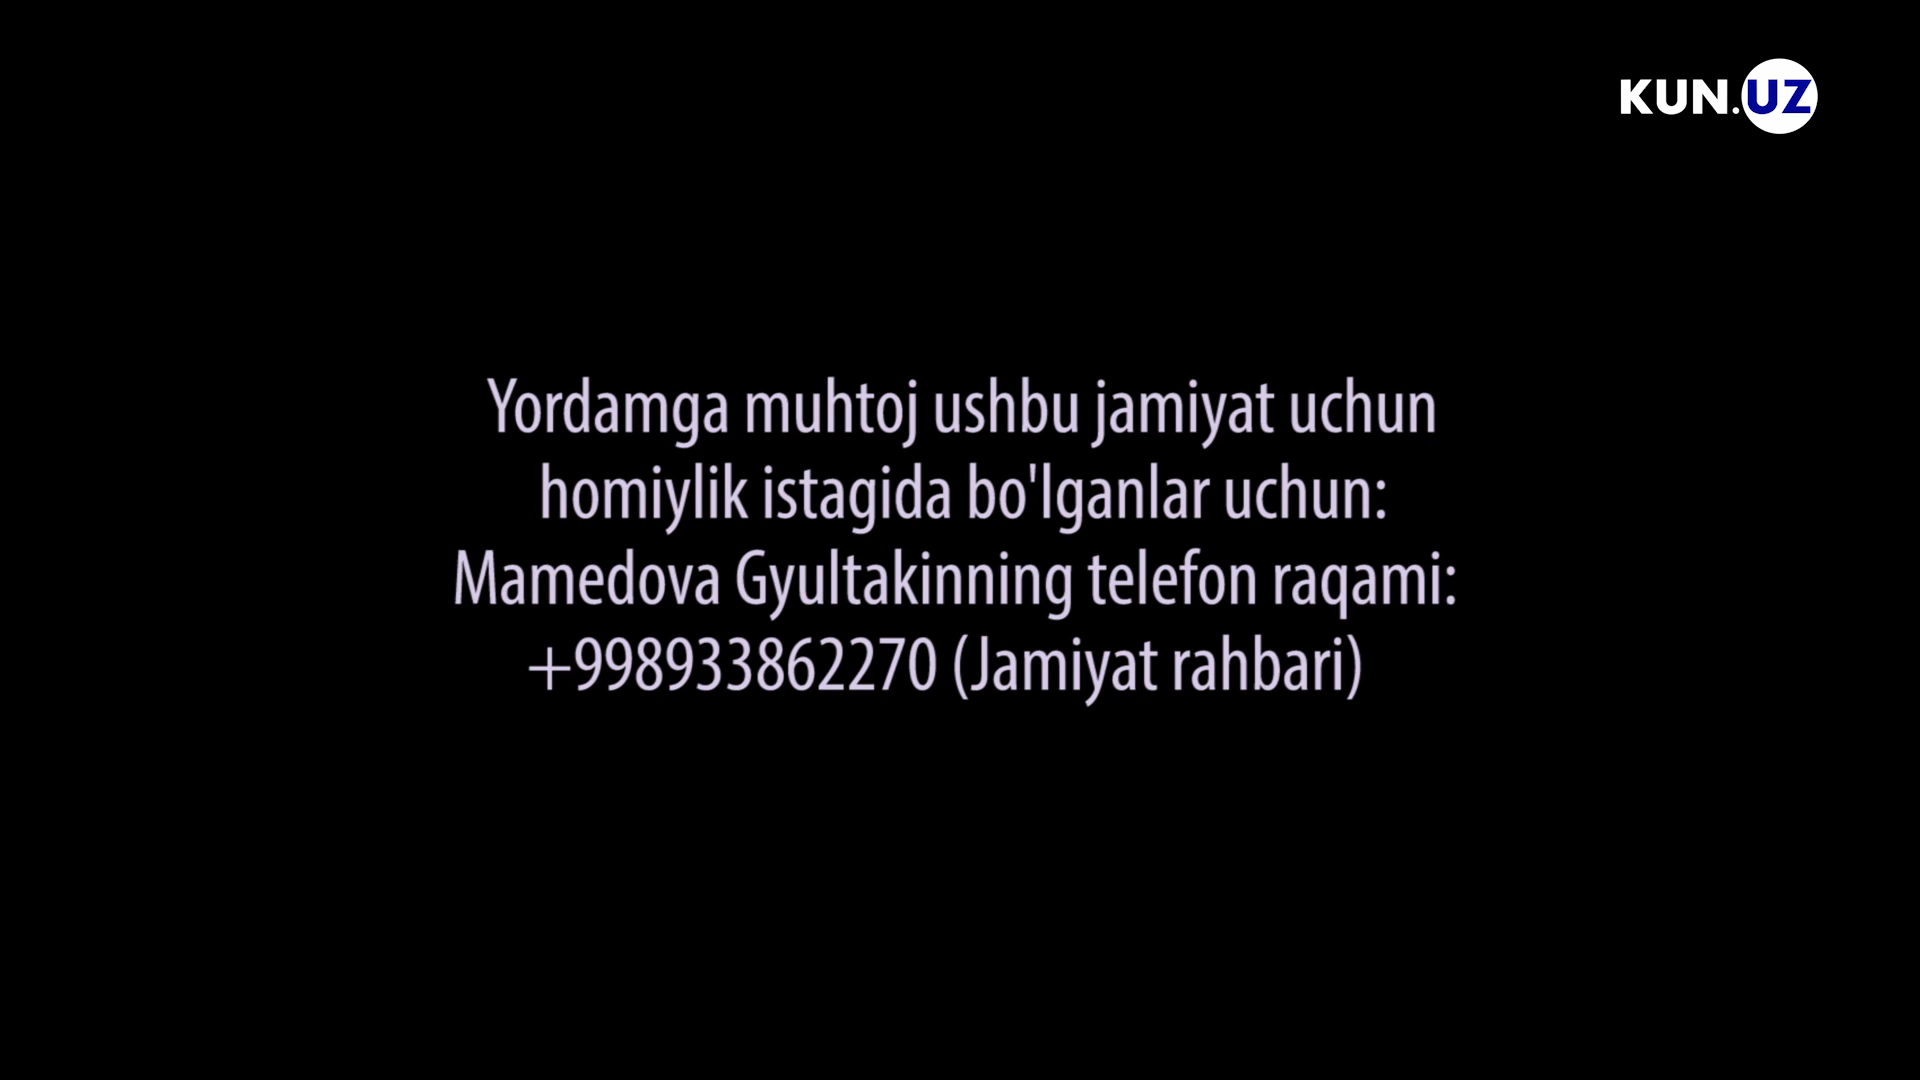 KUN.UZ
Yordamga muhtoj ushbu jamiyat uchun
homiylik istagida bo'lganlar uchun:
Mamedova Gyultakinning telefon raqami:
+998933862270 (Jamiyat rahbari)